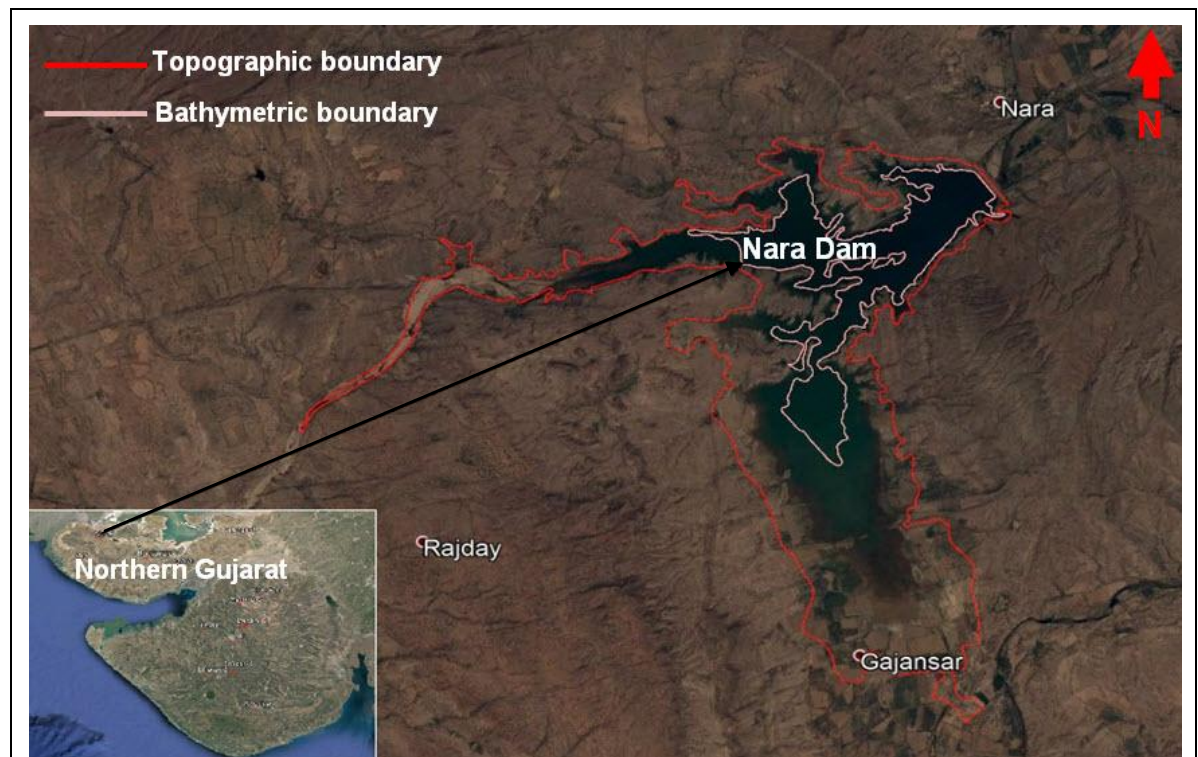 Topographic boundary
Bathymetric boundary
Nara
N
Nara Dam
Rajday
Northern Gujarat
Gajansar